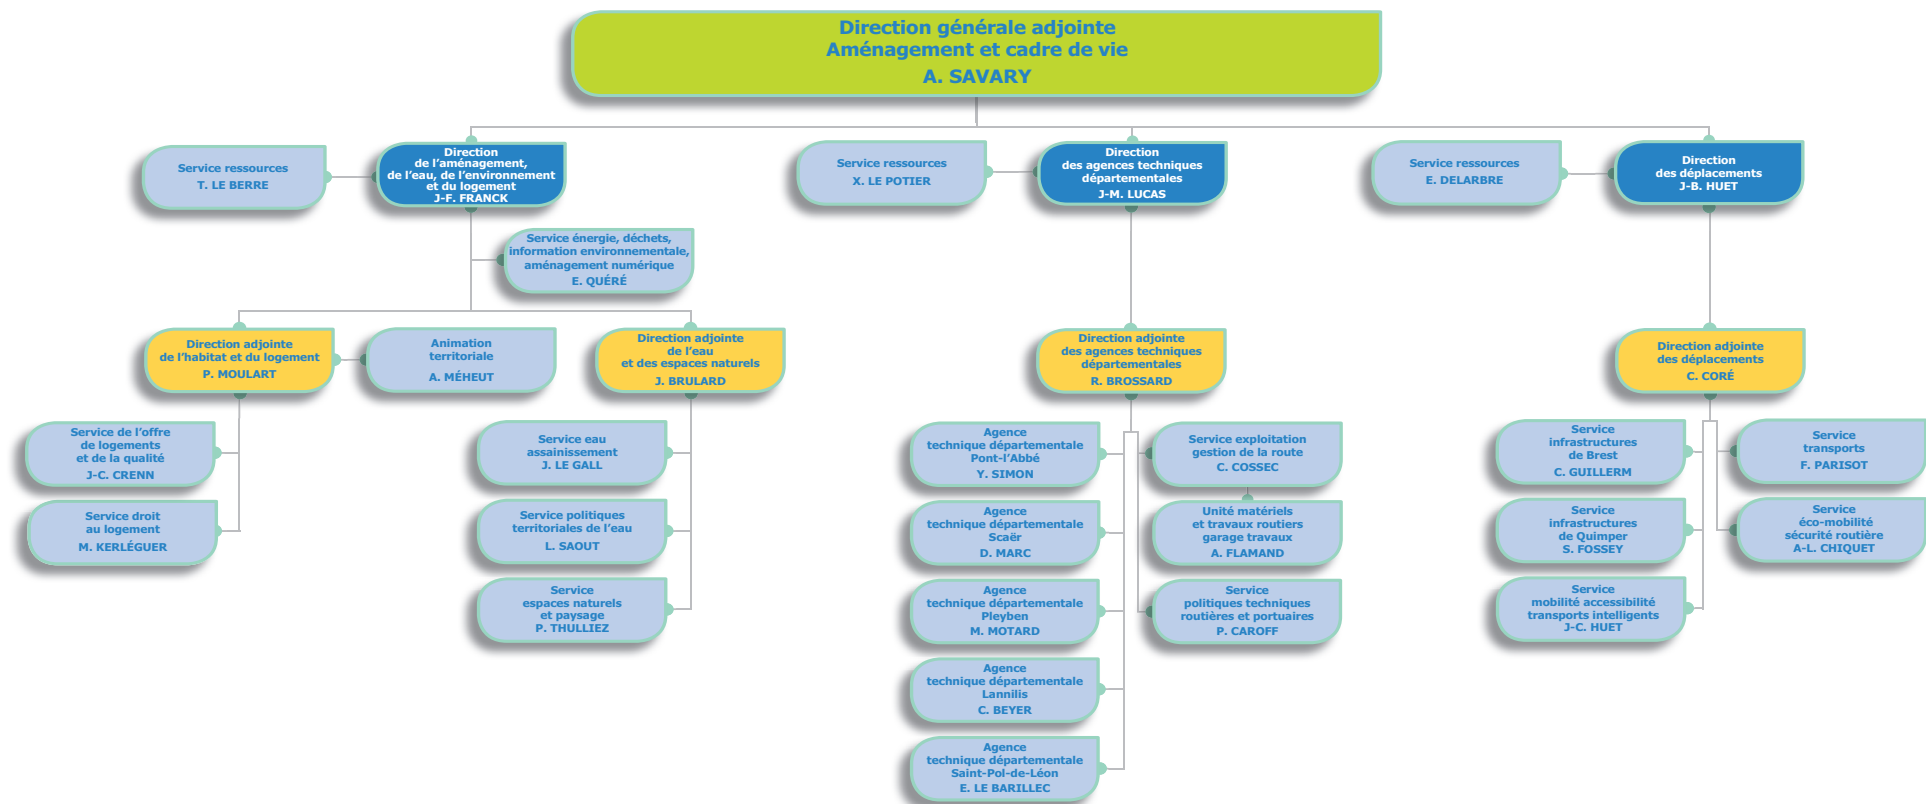 Direction générale adjointe
Aménagement et cadre de vie
A. SAVARY
Service ressources
T. LE BERRE
Direction
de l’aménagement,
de l’eau, de l’environnement
et du logement
J-F. FRANCK
Service ressources
X. LE POTIER
Direction
des agences techniques
départementales
J-M. LUCAS
Service ressources
E. DELARBRE
Direction
des déplacements
J-B. HUET
Service énergie, déchets,
information environnementale,
aménagement numérique
E. QUÉRÉ
Direction adjointe
de l’habitat et du logement
P. MOULART
Animation
territoriale
A. MÉHEUT
Direction adjointe
de l’eau
et des espaces naturels
J. BRULARD
Direction adjointe
des agences techniques
départementales
R. BROSSARD
Direction adjointe
des déplacements
C. CORÉ
Service de l’offre
de logements
et de la qualité
J-C. CRENN
Service droit
au logement
M. KERLÉGUER
Service eau
assainissement
J. LE GALL
Service politiques
territoriales de l’eau
L. SAOUT
Service
espaces naturels
et paysage
P. THULLIEZ
Agence
technique départementale
Pont-l’Abbé
Y. SIMON
Agence
technique départementale
Scaër
D. MARC
Agence
technique départementale
Pleyben
M. MOTARD
Agence
technique départementale
Lannilis
C. BEYER
Agence
technique départementale
Saint-Pol-de-Léon
E. LE BARILLEC
Service exploitation
gestion de la route
C. COSSEC
Unité matériels
et travaux routiers
garage travaux
A. FLAMAND
Service
politiques techniques
routières et portuaires
P. CAROFF
Service
infrastructures
de Brest
C. GUILLERM
Service
infrastructures
de Quimper
S. FOSSEY
Service
mobilité accessibilité
transports intelligents
J-C. HUET
Service
transports
F. PARISOT
Service
éco-mobilité
sécurité routière
A-L. CHIQUET